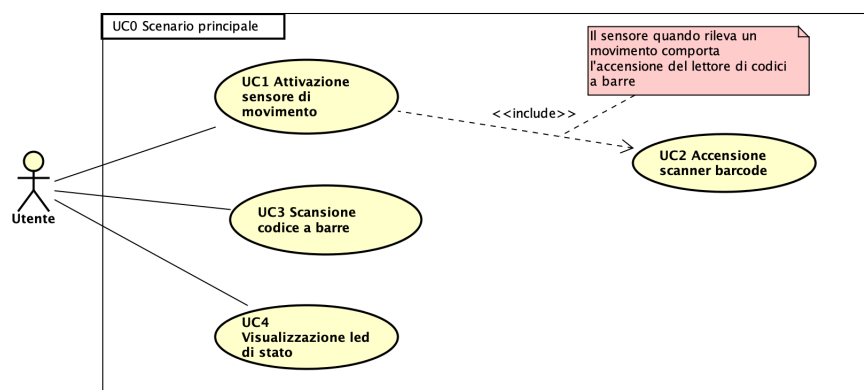 UC0 Scenario principale
Il sensore quando rileva un
movimento comporta
l'accensione del lettore di codici
a barre
UC1 Attivazione
sensore di
movimento
<<include>>
UC2 Accensione
scanner barcode
Utente
UC3 Scansione
codice a barre
UC4
Visualizzazione led
di stato